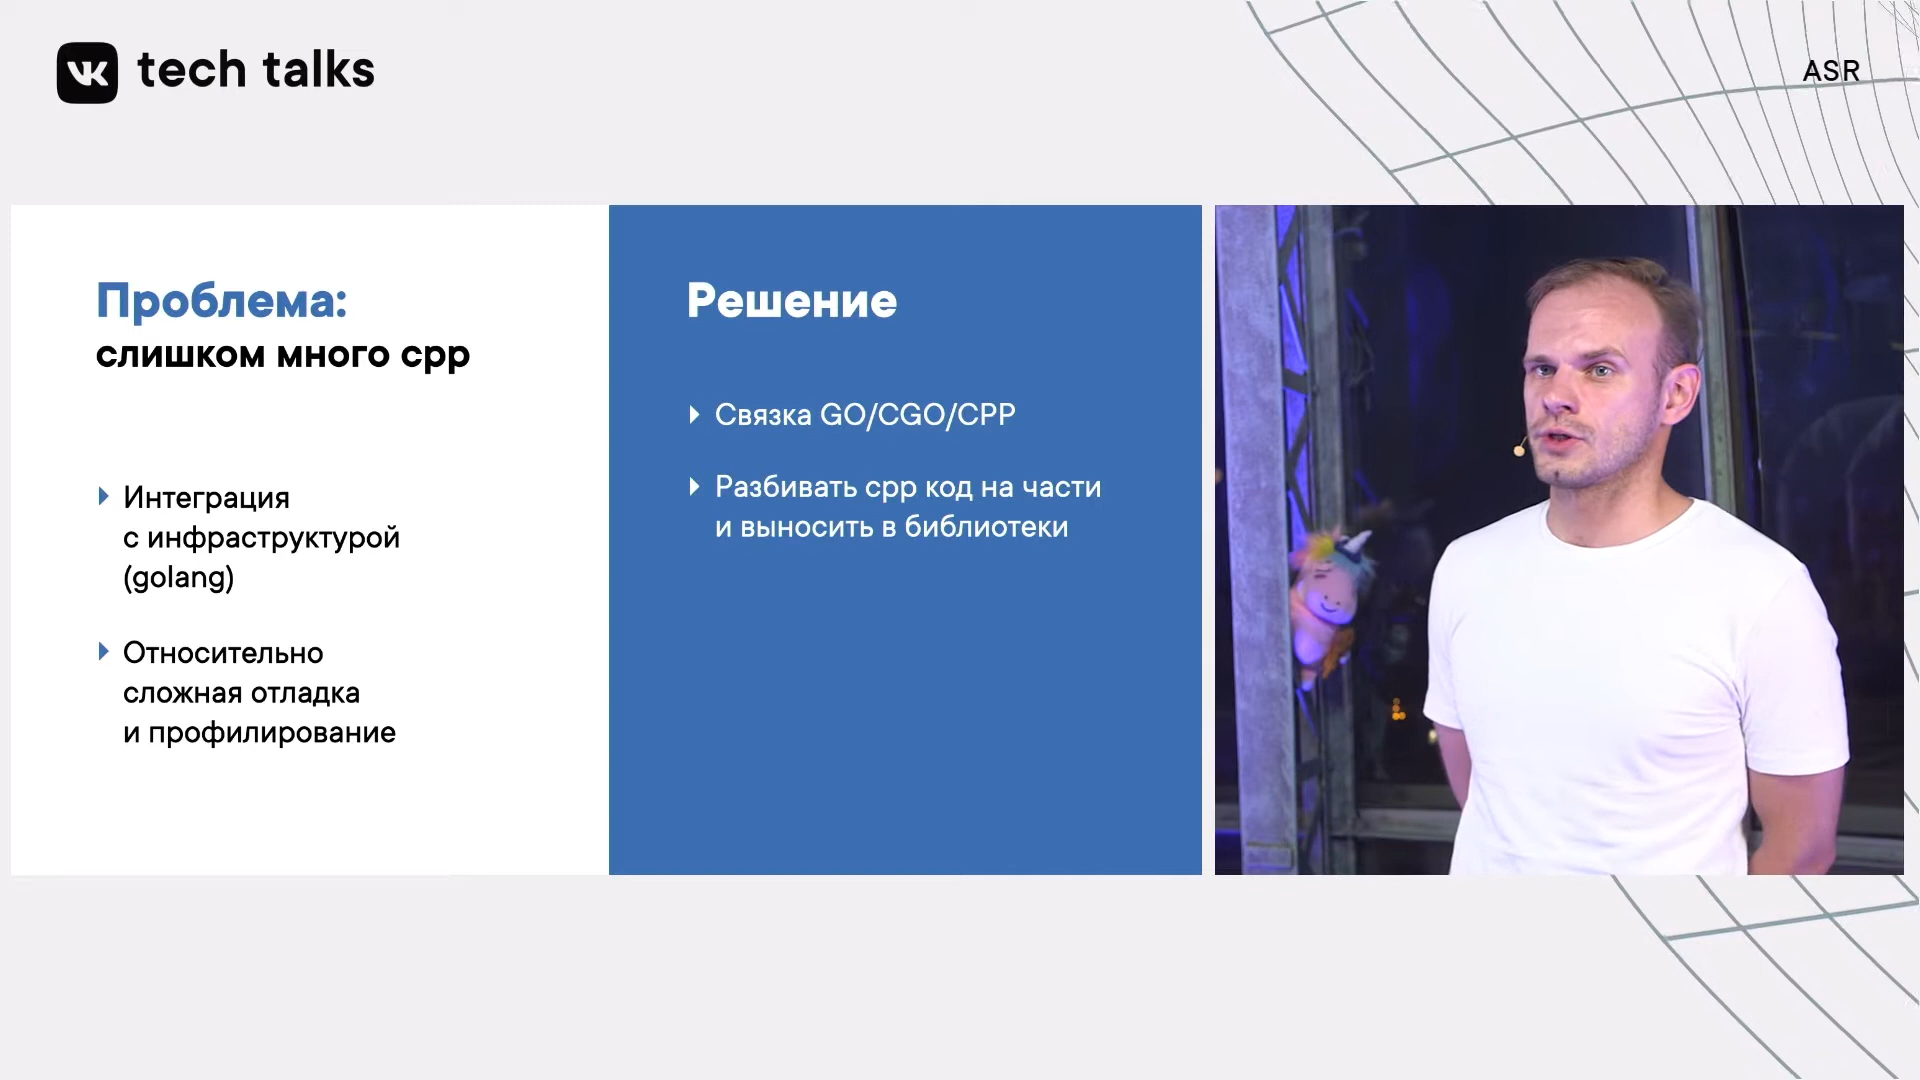 VK tech talks
ASR
Проблема:
слишком много cpp
Интеграция
с инфраструктурой
(golang)
Относительно
сложная отладка
и профилирование
Решение
Связка GO/CGO/CPP
Разбивать cpp код на части
и выносить в библиотеки